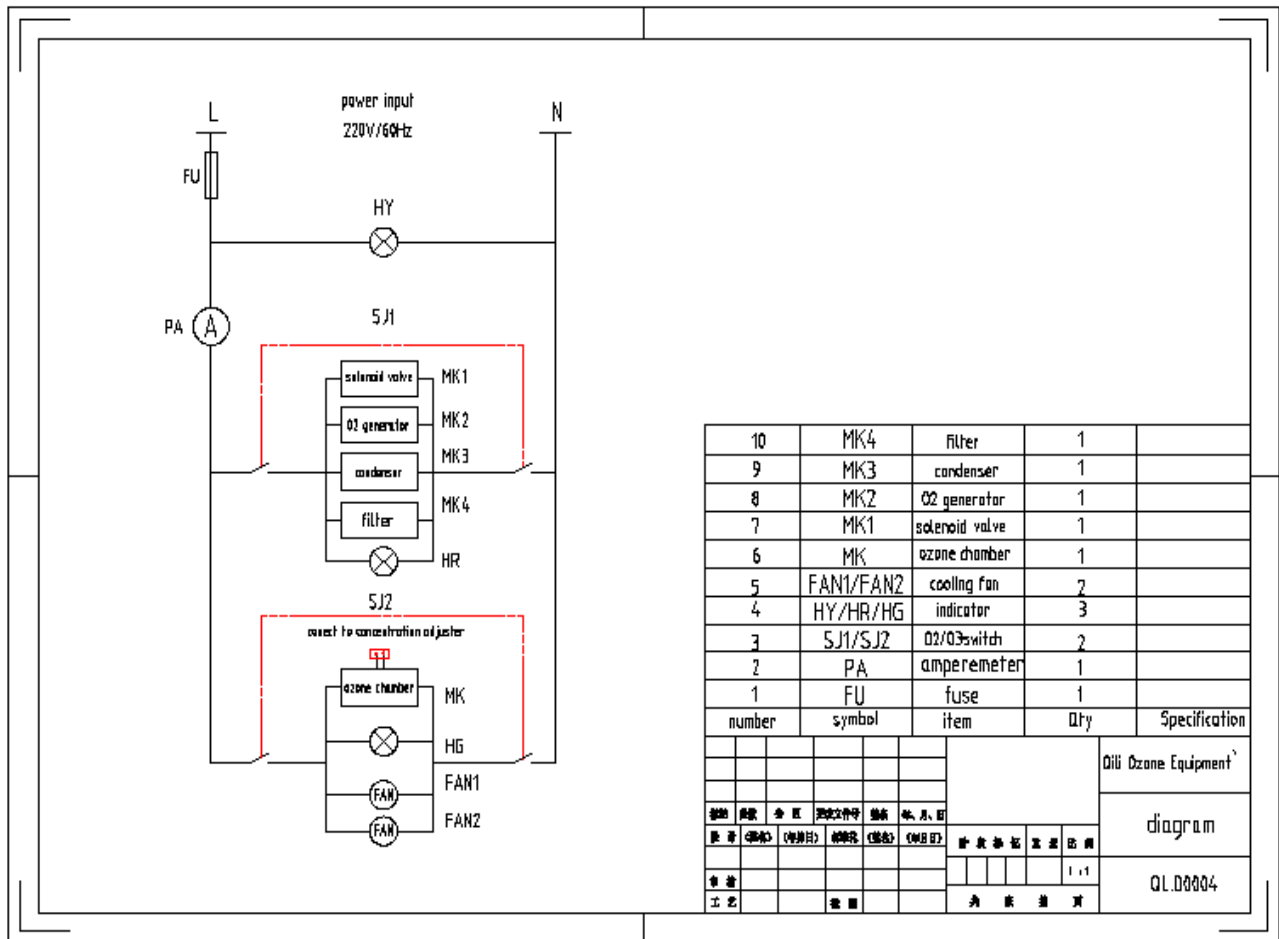 L
power input
N
220V/60Hz
FU
HY
SJ1
PA
A
solenoid valve
MK1
O2 generator
MK2
MK3
condenser
MK4
filter
HR
SJ2
conect to concentration adjuster
ozone chamber
MK
HG
FAN1
FAN
FAN2
FAN
10 MK4 filter 1
9 MK3 condenser 1
8 MK2 O2 generator 1
7 MK1 solenoid valve 1
6 MK ozone chamber 1
5 FAN1/FAN2 cooling fan 2
4 HY/HR/HG indicator 3
3 SJ1/SJ2 O2/O3switch 2
2 PA amperemeter 1
1 FU fuse 1
number symbol item Qty Specification
Qili Ozone Equipment
diagram
1:1
QL.D0004
工 艺